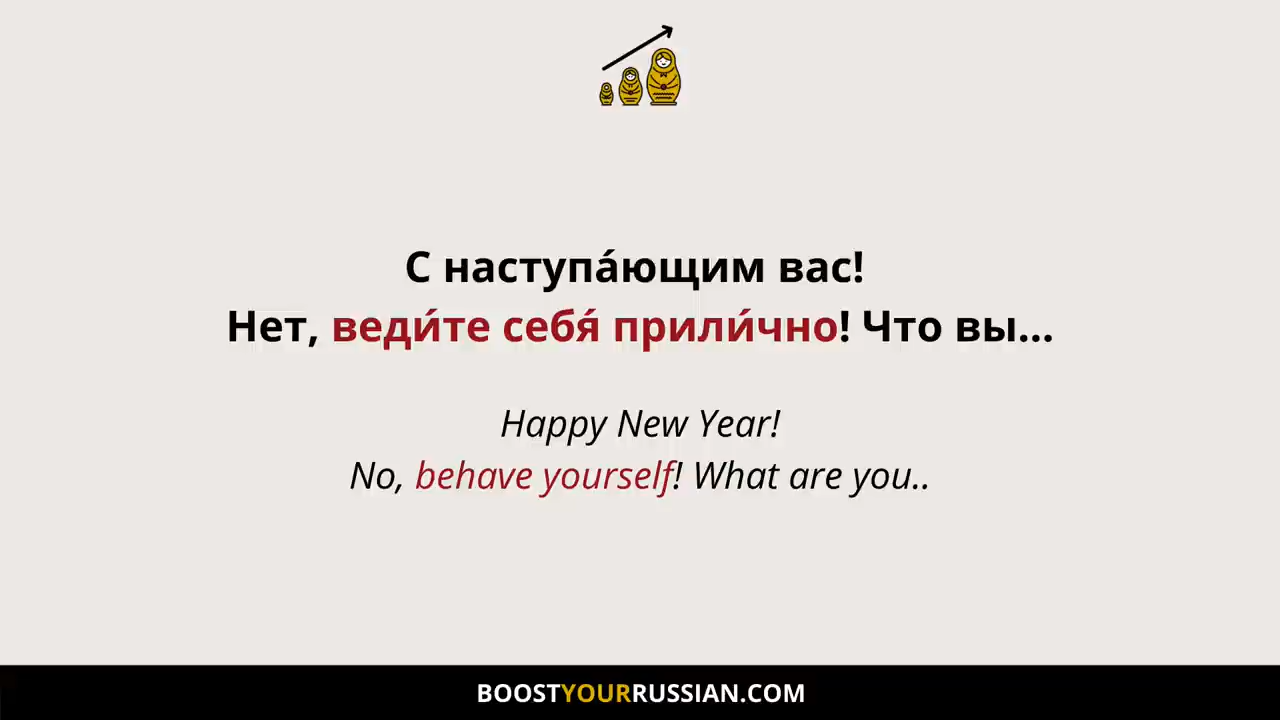 С наступа́ющим вас!
Нет, веди́те себя́ прили́чно! Что вы...
Happy New Year!
No, behave yourself! What are you..
BOOSTYOURRUSSIAN.COM